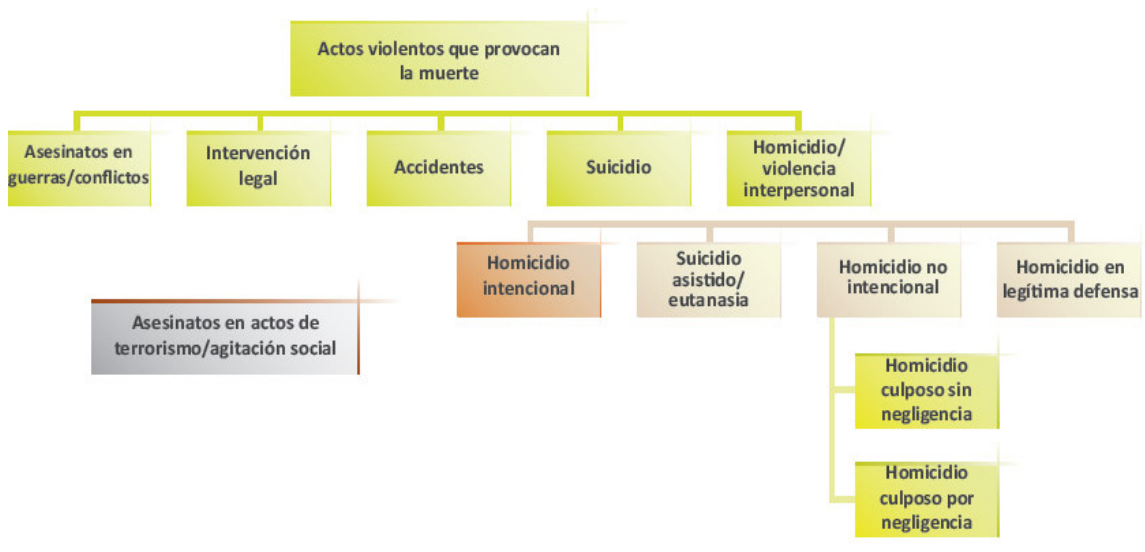 Actos violentos que provocan
la muerte
Asesinatos en
guerras/conflictos
Intervención
legal
Accidentes
Suicidio
Homicidio/
violencia
interpersonal
Homicidio
intencional
Suicidio
asistido/
eutanasia
Homicidio no
intencional
Homicidio en
legítima defensa
Asesinatos en actos de
terrorismo/agitación social
Homicidio
culposo sin
negligencia
Homicidio
culposo por
negligencia